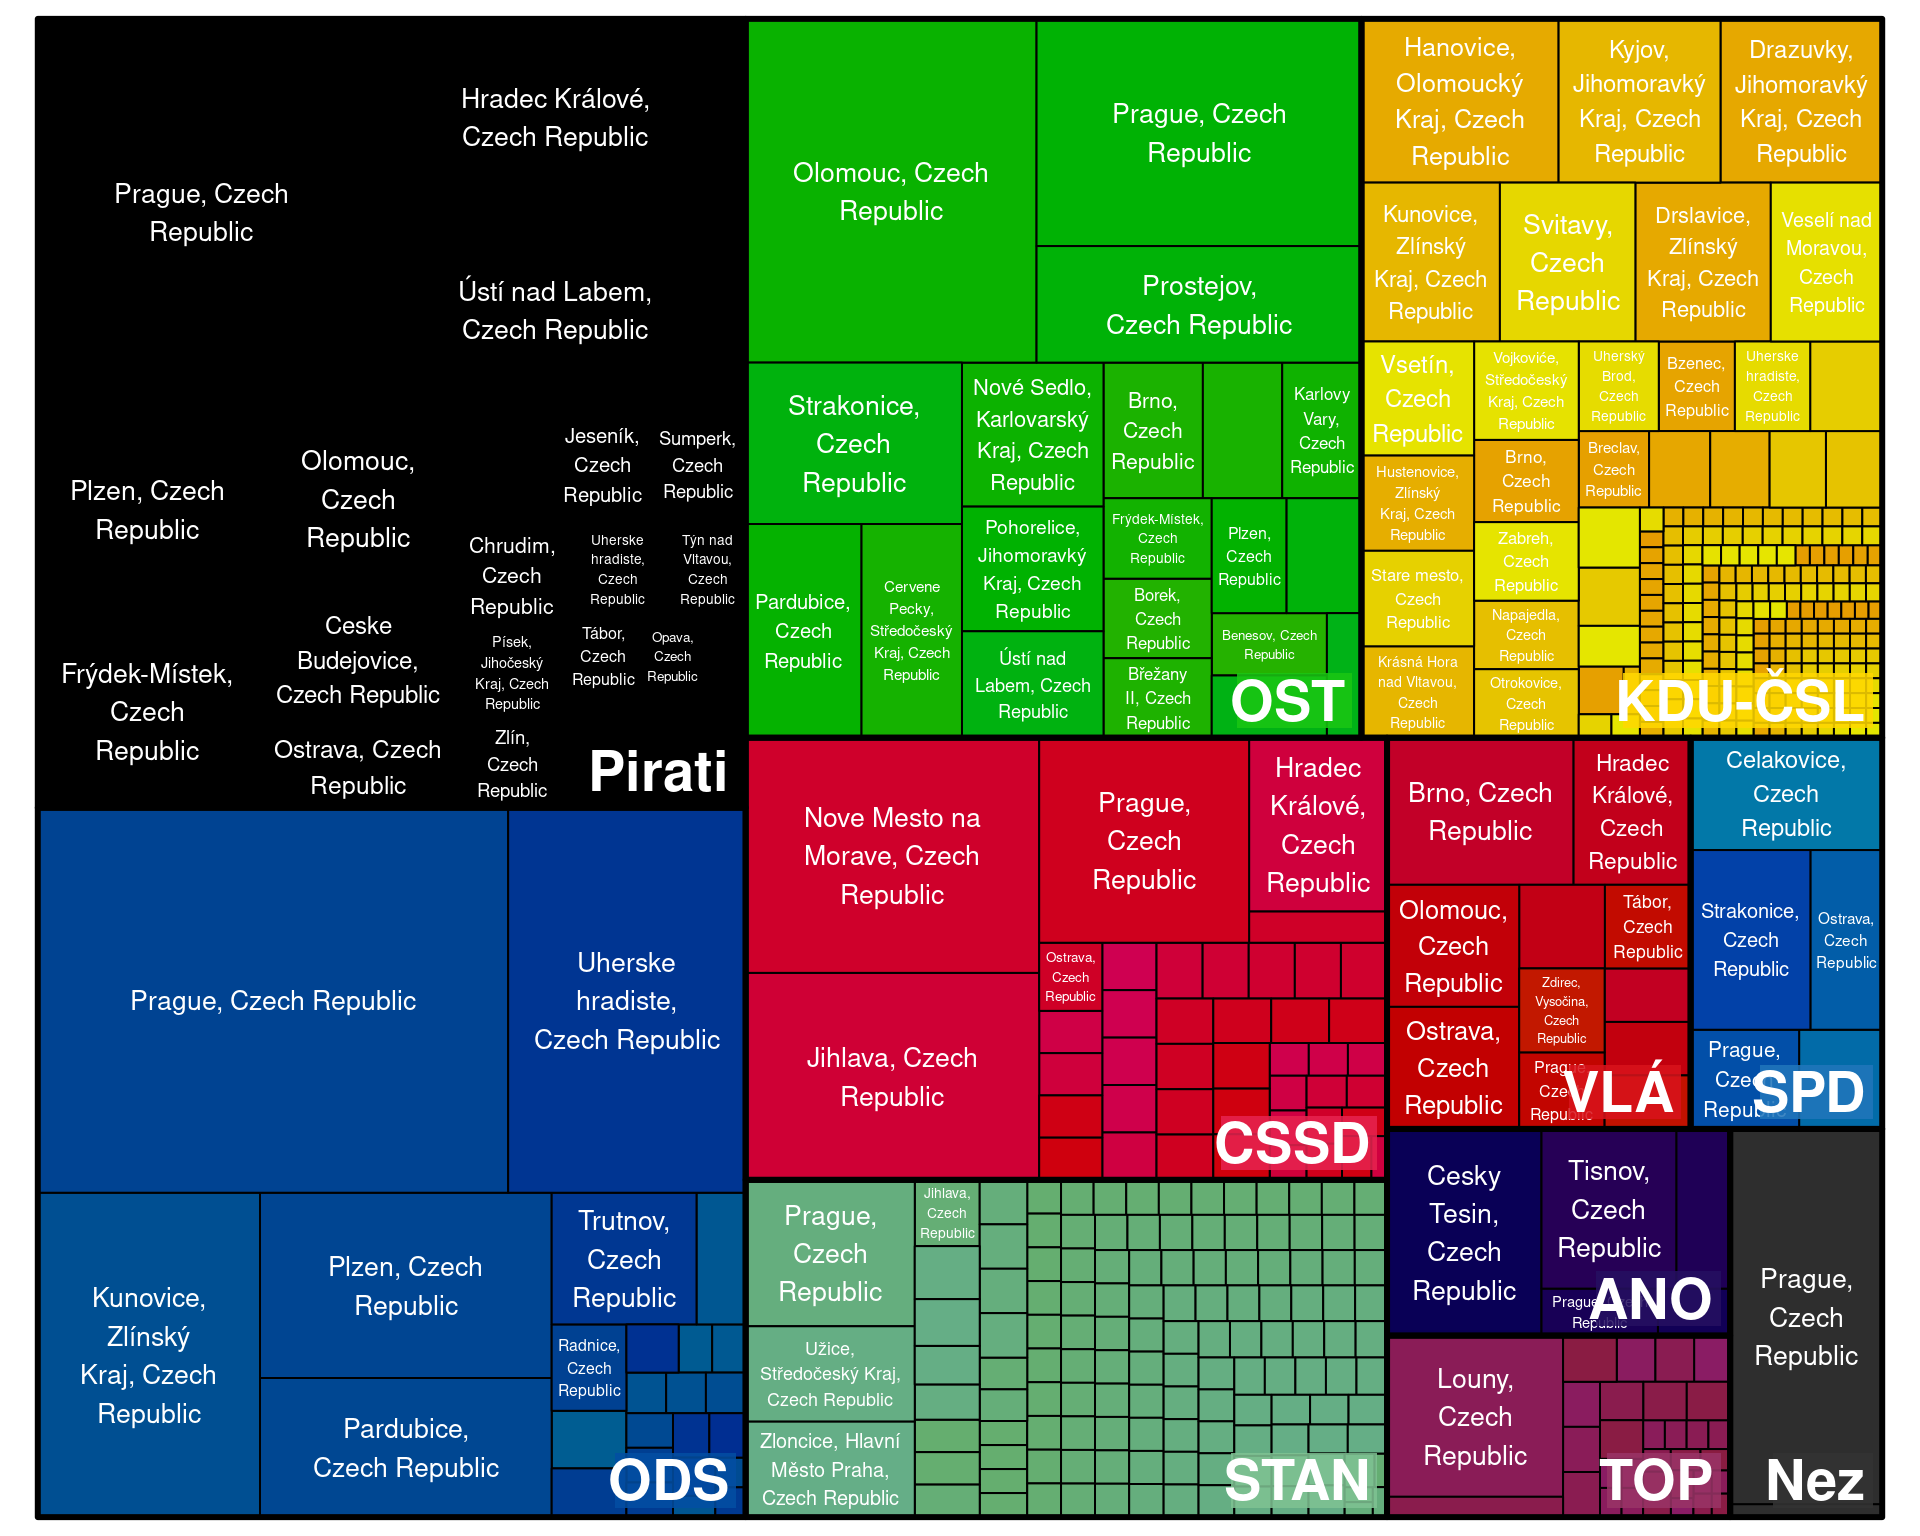 Prague, Czech
Republic
Hradec Králové,
Czech Republic
Ústí nad Labem,
Czech Republic
Plzen, Czech
Republic
Olomouc,
Czech
Republic
Jeseník,
Czech
Republic
Sumperk,
Czech
Republic
Chrudim,
Czech
Republic
Uherske
hradiste,
Czech
Republic
Týn nad
Vltavou,
Czech
Republic
Frýdek-Místek,
Czech
Republic
Ceske
Budejovice,
Czech Republic
Písek,
Jihočeský
Kraj, Czech
Republic
Tábor,
Czech
Republic
Opava,
Czech
Republic
Ostrava, Czech
Republic
Zlín,
Czech
Republic
Pirati
Olomouc, Czech
Republic
Prague, Czech
Republic
Prostejov,
Czech Republic
Strakonice,
Czech
Republic
Nové Sedlo,
Karlovarský
Kraj, Czech
Republic
Brno,
Czech
Republic
Karlovy
Vary,
Czech
Republic
Pardubice,
Czech
Republic
Cervene
Pecky,
Středočeský
Kraj, Czech
Republic
Pohorelice,
Jihomoravký
Kraj, Czech
Republic
Frýdek-Místek,
Czech
Republic
Plzen,
Czech
Republic
Borek,
Czech
Republic
Ústí nad
Labem, Czech
Republic
Benesov, Czech
Republic
Břežany
II, Czech
Republic
OST
Hanovice,
Olomoucký
Kraj, Czech
Republic
Kyjov,
Jihomoravký
Kraj, Czech
Republic
Drazuvky,
Jihomoravký
Kraj, Czech
Republic
Kunovice,
Zlínský
Kraj, Czech
Republic
Svitavy,
Czech
Republic
Drslavice,
Zlínský
Kraj, Czech
Republic
Veselí nad
Moravou,
Czech
Republic
Vsetín,
Czech
Republic
Vojkoviće,
Středočeský
Kraj, Czech
Republic
Uherský
Brod,
Czech
Republic
Bzenec,
Czech
Republic
Uherske
hradiste,
Czech
Republic
Hustenovice,
Zlínský
Kraj, Czech
Republic
Brno,
Czech
Republic
Breclav,
Czech
Republic
Stare mesto,
Czech
Republic
Zabreh,
Czech
Republic
Napajedla,
Czech
Republic
Krásná Hora
nad Vltavou,
Czech
Republic
Otrokovice,
Czech
Republic
KDU-ČSL
Prague, Czech Republic
Uherske
hradiste,
Czech Republic
Kunovice,
Zlínský
Kraj, Czech
Republic
Plzen, Czech
Republic
Pardubice,
Czech Republic
Trutnov,
Czech
Republic
Radnice,
Czech
Republic
ODS
Nove Mesto na
Morave, Czech
Republic
Prague,
Czech
Republic
Hradec
Králové,
Czech
Republic
Jihlava, Czech
Republic
Ostrava,
Czech
Republic
CSSD
Brno, Czech
Republic
Hradec
Králové,
Czech
Republic
Olomouc,
Czech
Republic
Tábor,
Czech
Republic
Zdirec,
Vysočina,
Czech
Republic
Ostrava,
Czech
Republic
Prague,
Czech
Republic
VLÁ
Celakovice,
Czech
Republic
Strakonice,
Czech
Republic
Ostrava,
Czech
Republic
Prague,
Czech
Republic
SPD
Prague,
Czech
Republic
Jihlava,
Czech
Republic
Užice,
Středočeský Kraj,
Czech Republic
Zloncice, Hlavní
Město Praha,
Czech Republic
STAN
Cesky
Tesin,
Czech
Republic
Tisnov,
Czech
Republic
Prague,
Republic
ANO
Louny,
Czech
Republic
TOP
Prague,
Czech
Republic
Nez